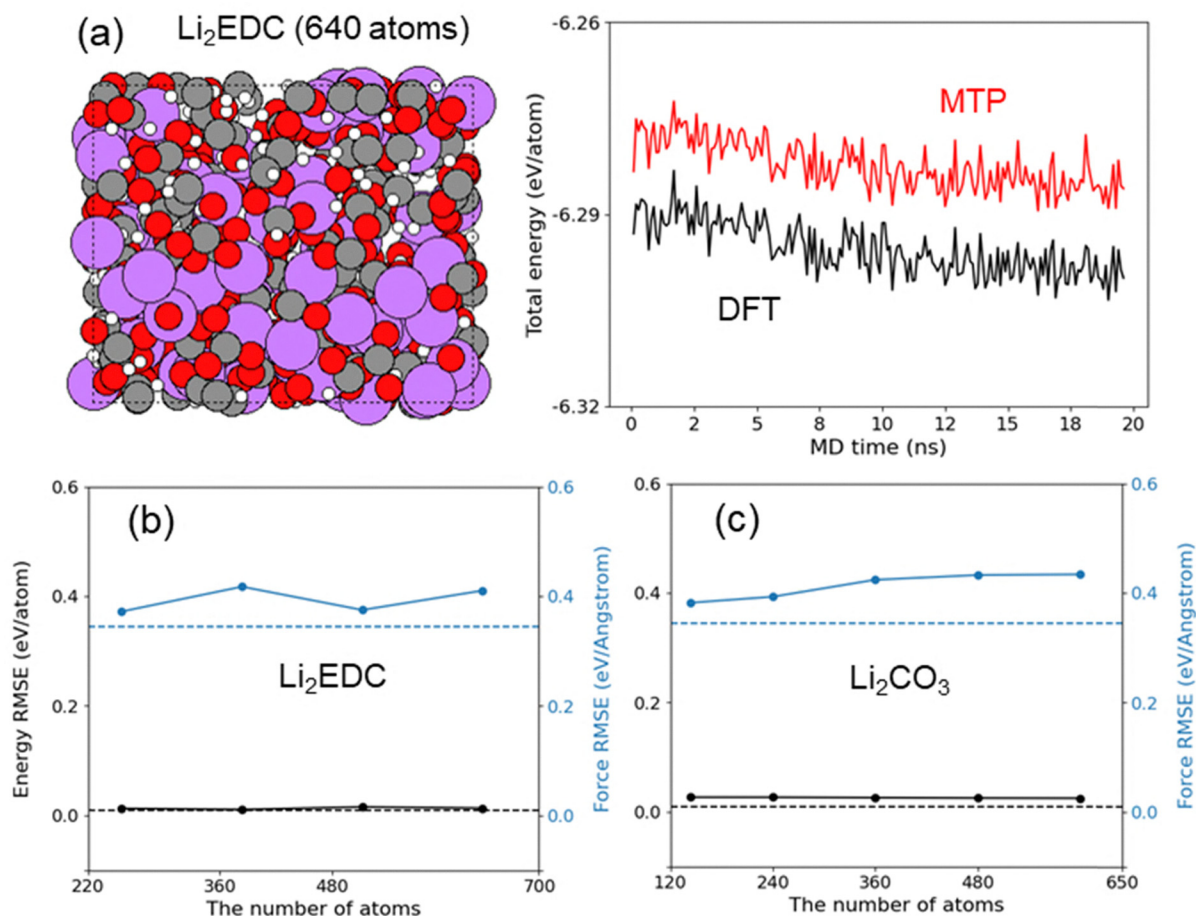 (a)
Li₂EDC (640 atoms)
-6.26
-6.29
-6.32
Total energy (eV/atom)
MTP
DFT
0 2 5 8 10 12 15 18 20
MD time (ns)
(b)
0.6
0.4
0.2
0.0
Energy RMSE (eV/atom)
Li₂EDC
0.6
0.4
0.2
0.0
Force RMSE (eV/Angstrom)
220 360 480 700
The number of atoms
(c)
0.6
0.4
0.2
0.0
Li₂CO₃
0.6
0.4
0.2
0.0
Force RMSE (eV/Angstrom)
120 240 360 480 650
The number of atoms